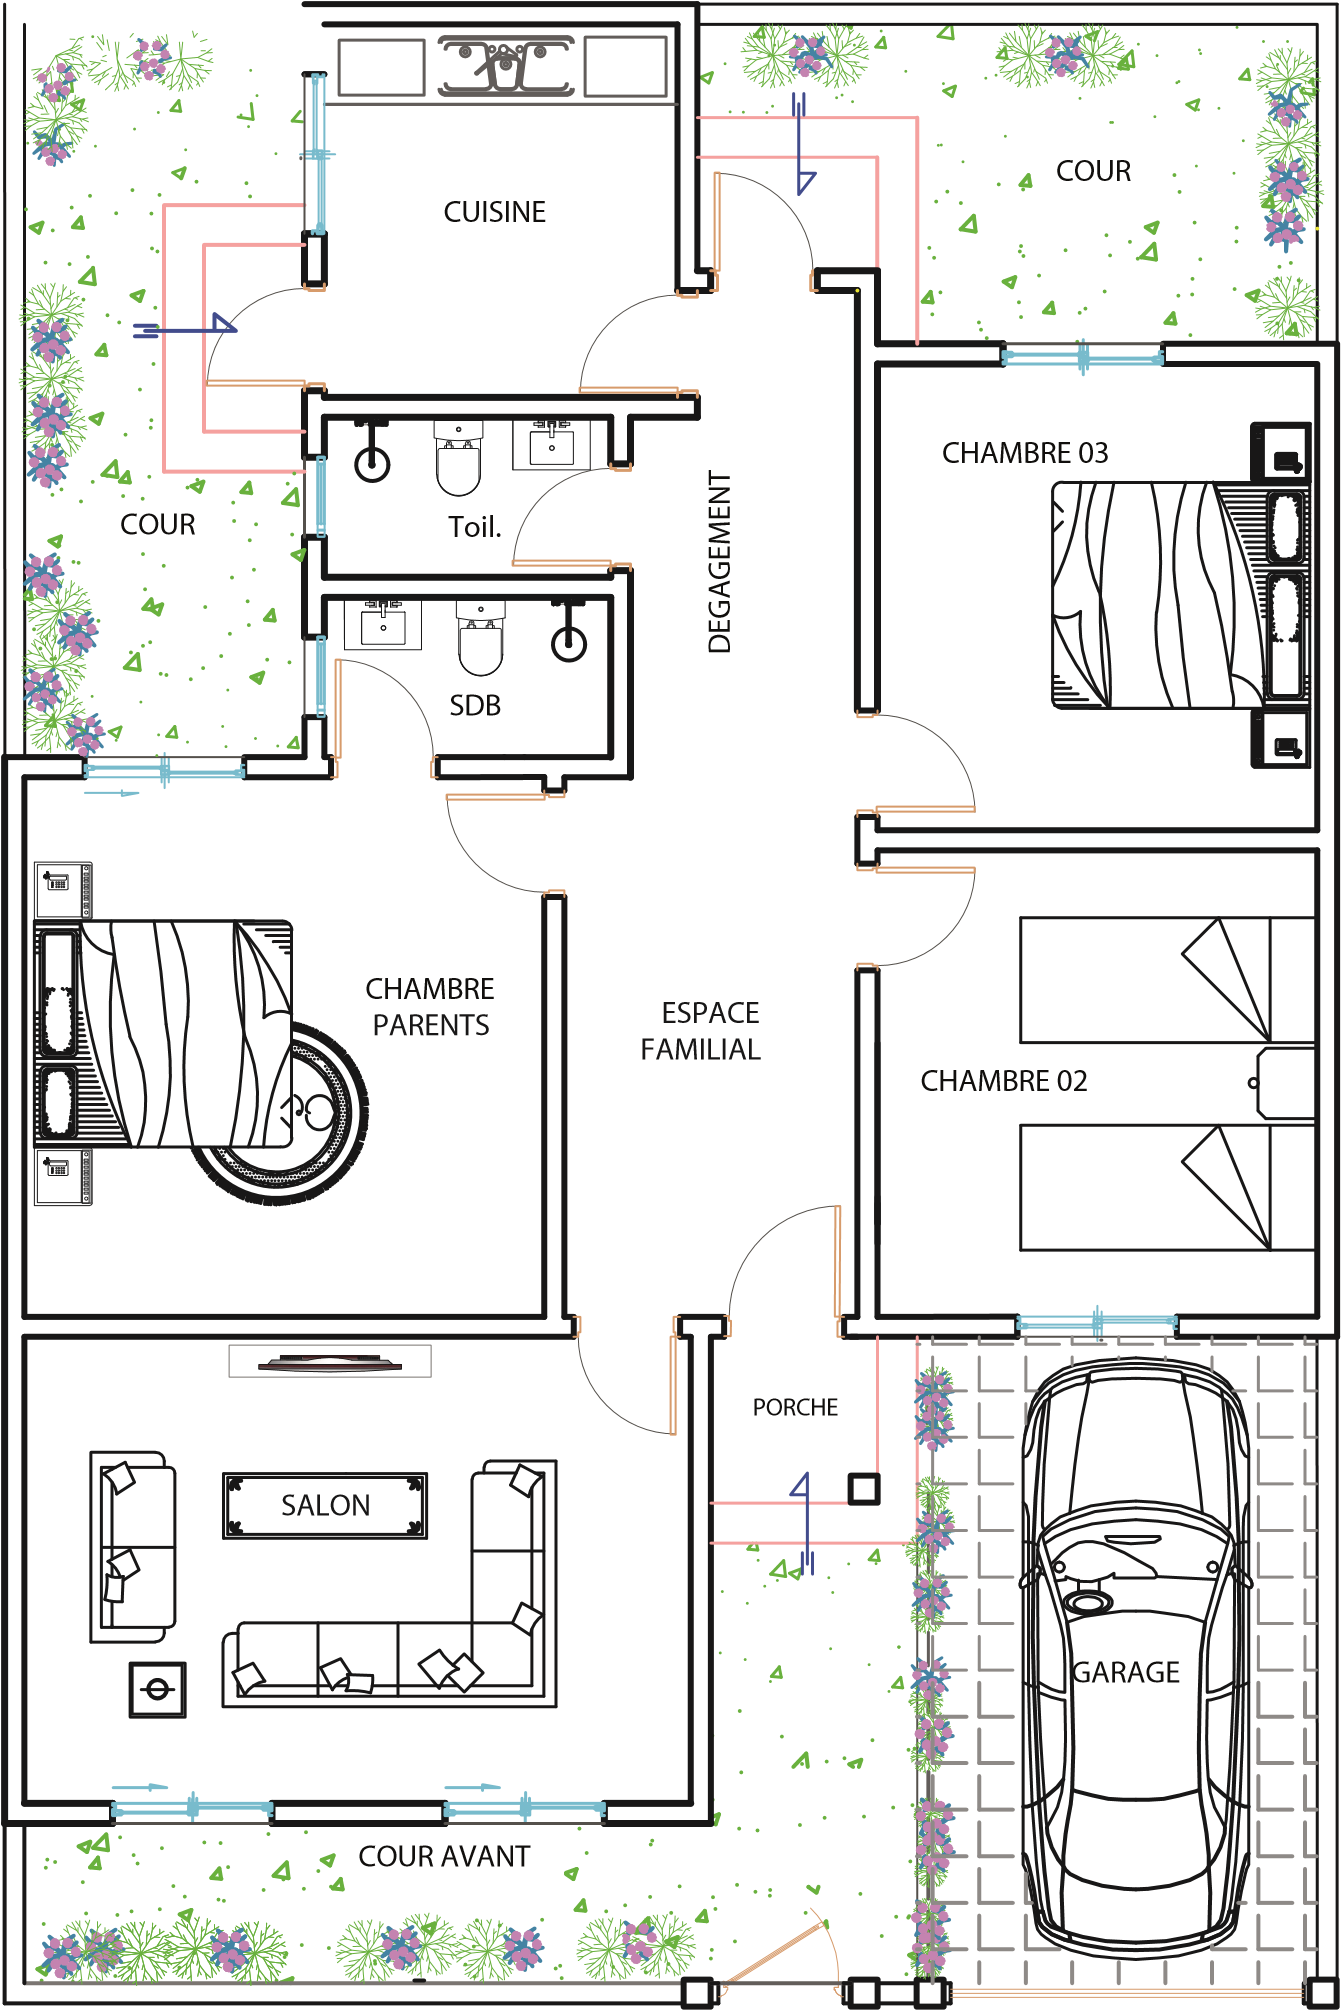 COUR
CUISINE
CHAMBRE 03
DEGAGEMENT
COUR
Toil.
SDB
CHAMBRE
PARENTS
ESPACE
FAMILIAL
CHAMBRE 02
PORCHE
SALON
GARAGE
COUR AVANT